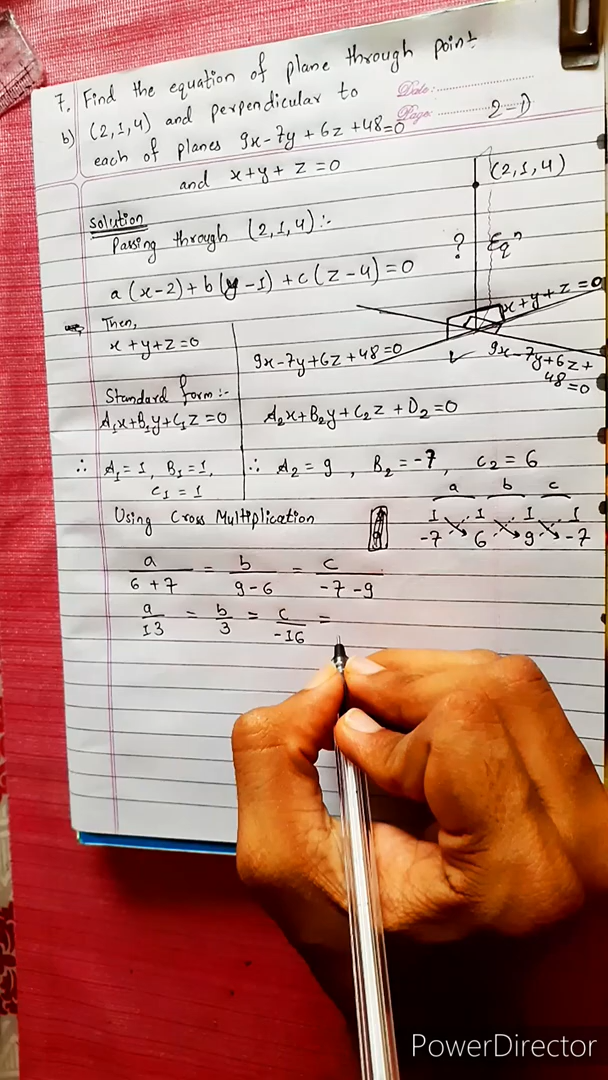 7. Find the equation of plane through point
b) (2,1,4) and perpendicular to
Date:
each of planes 9x-7y+6z+48=0
Page: 2-D
and x+y+z=0
(2,1,4)
Solution
Passing through (2,1,4):-
? Eqⁿ
a(x-2)+b(y-1)+c(z-4)=0
x+y+z=0
Then,
x+y+z=0
9x-7y+6z+48=0
9x-7y+6z+
48=0
Standard form:-
A₁x+B₁y+C₁z=0
A₂x+B₂y+C₂z+D₂=0
∴ A₁=1, B₁=1,
C₁=1
∴ A₂=9, B₂=-7, C₂=6
a b c
Using Cross Multiplication
1 1 1 1
-7 6 9 -7
a/(6+7) = b/(9-6) = c/(-7-9)
a/13 = b/3 = c/-16 =
PowerDirector